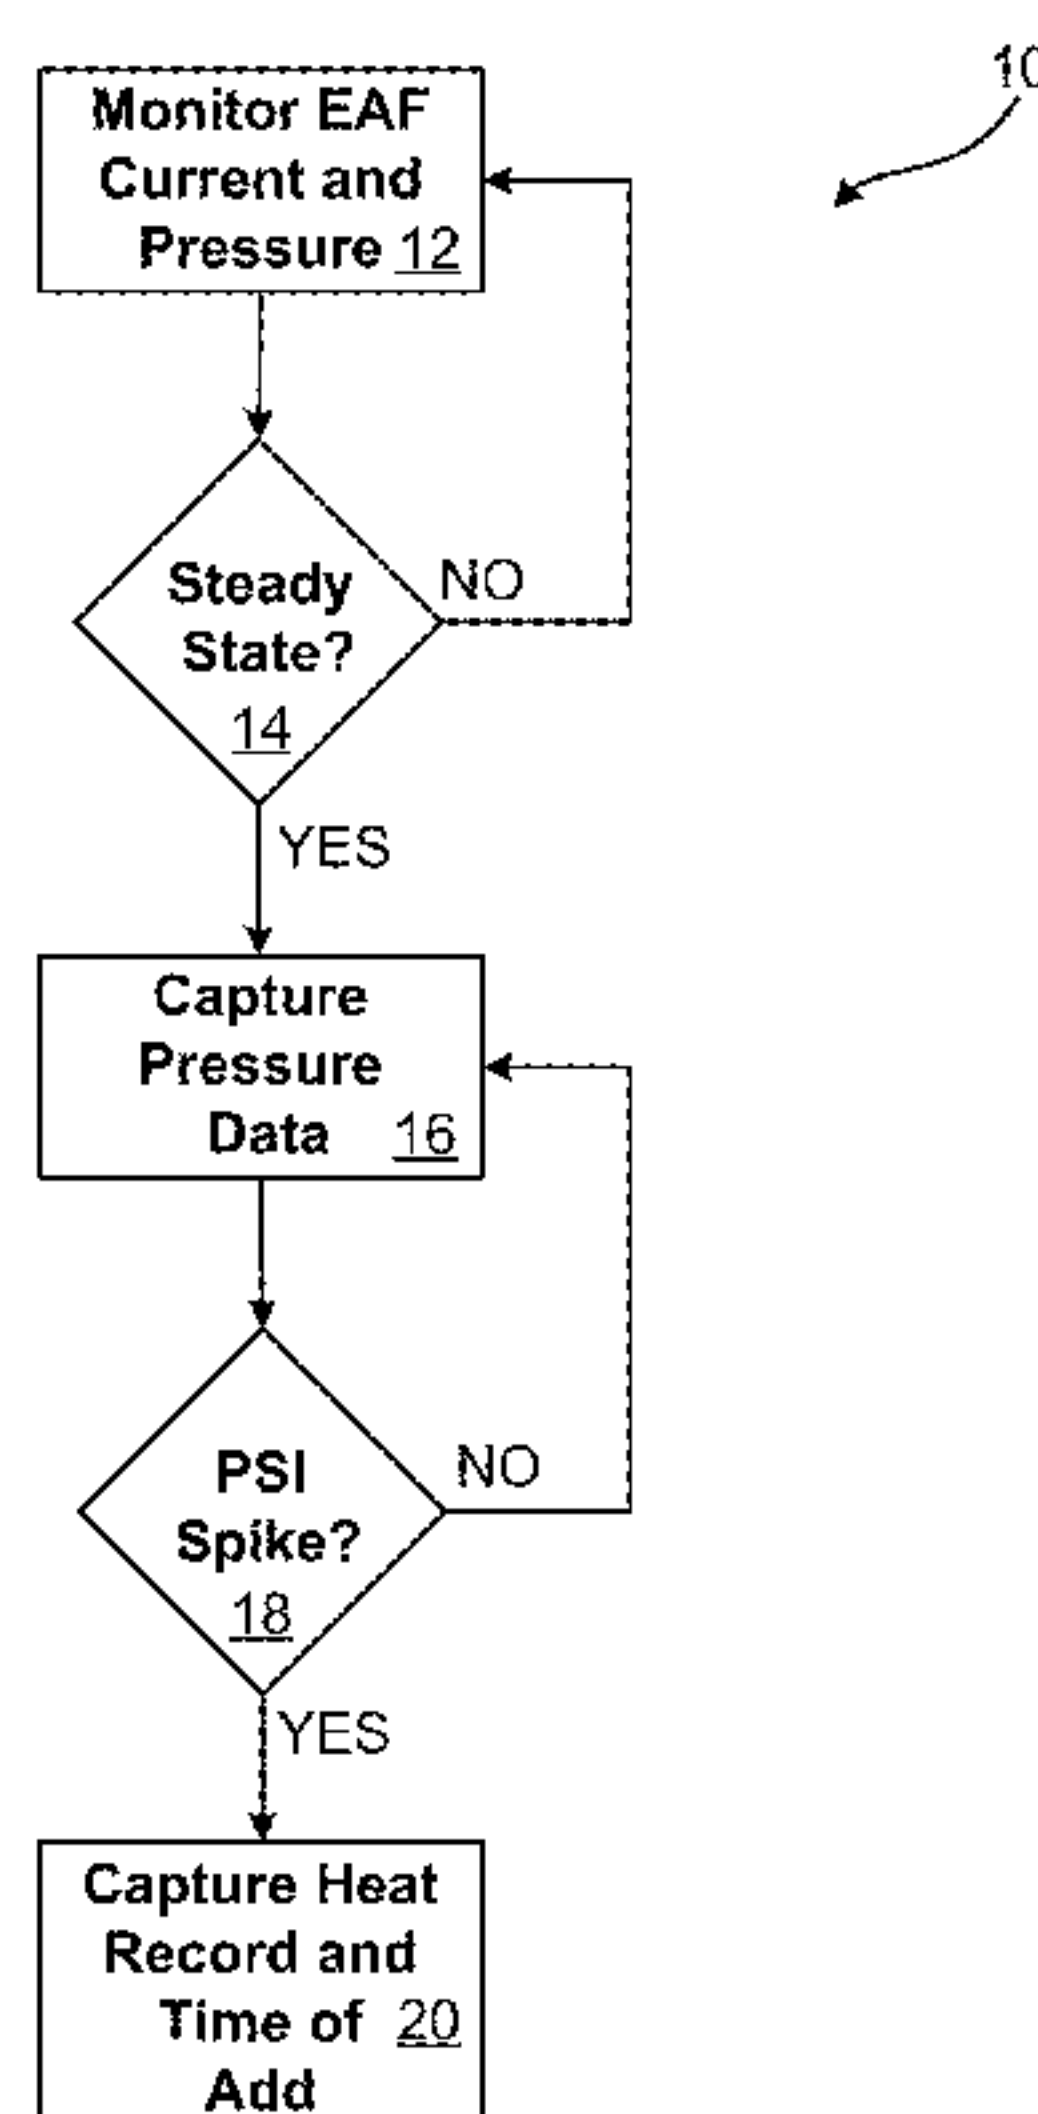 10
Monitor EAF
Current and
Pressure 12
Steady
State?
14
NO
YES
Capture
Pressure
Data 16
PSI
Spike?
18
NO
YES
Capture Heat
Record and
Time of 20
Add